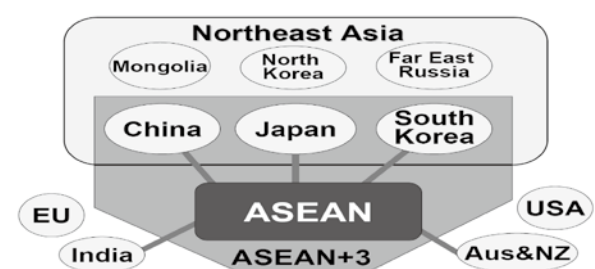 Northeast Asia
Mongolia
North
Korea
Far East
Russia
China
Japan
South
Korea
EU
ASEAN
USA
India
ASEAN+3
Aus&NZ